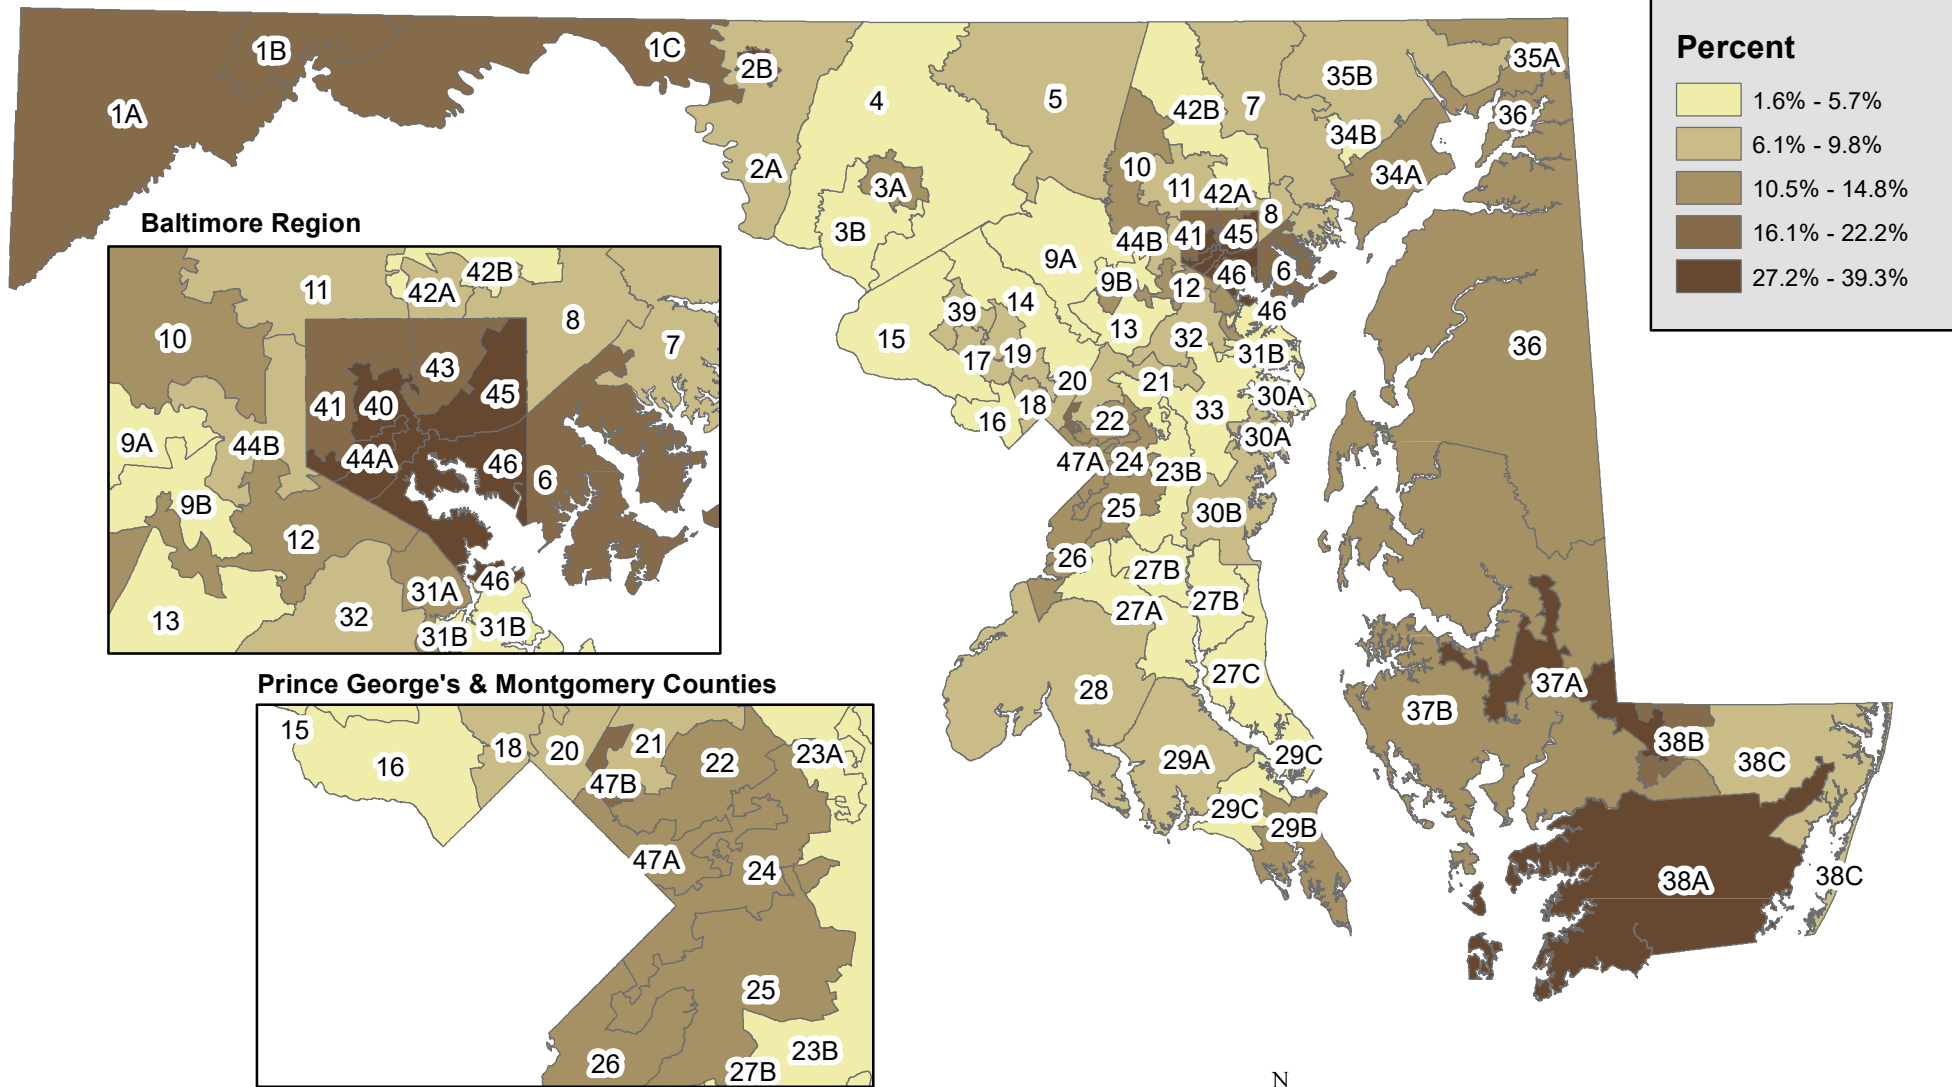 Percent
1.6% - 5.7%
6.1% - 9.8%
10.5% - 14.8%
16.1% - 22.2%
27.2% - 39.3%
1A
1B
1C
2B
2A
4
3A
3B
5
42B
7
35B
35A
36
34B
34A
10
11
42A
8
41
45
44B
9A
9B
46
6
12
46
14
39
15
13
32
31B
17
19
20
21
30A
18
16
22
33
30A
47A
24
23B
25
30B
26
27B
27A
27B
28
27C
29A
29C
29C
29B
36
37A
37B
38B
38C
38A
38C
Baltimore Region
11
42A
42B
8
10
7
43
41
40
45
9A
44B
44A
46
6
9B
12
46
31A
32
13
31B
31B
Prince George's & Montgomery Counties
15
16
18
20
21
22
23A
47B
47A
24
25
26
27B
23B
N